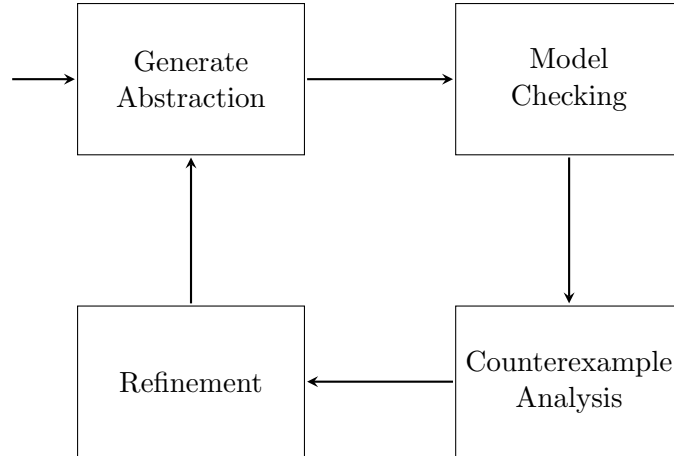 Generate
Abstraction
Model
Checking
Refinement
Counterexample
Analysis